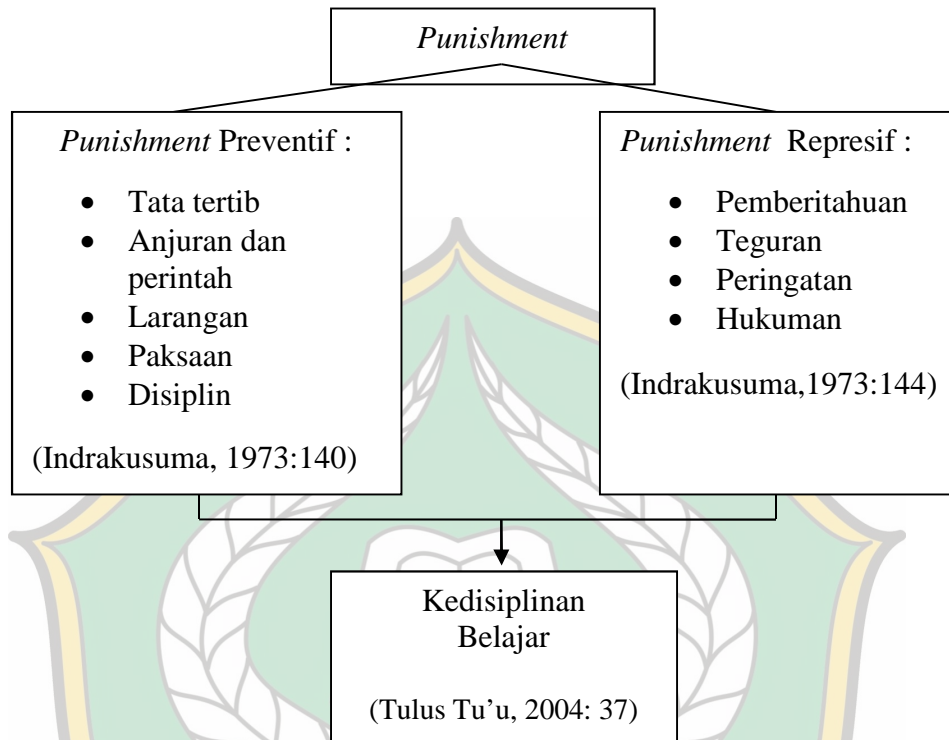 Punishment
Punishment Preventif :
• Tata tertib
• Anjuran dan
perintah
• Larangan
• Paksaan
• Disiplin
(Indrakusuma, 1973:140)
Punishment Represif :
• Pemberitahuan
• Teguran
• Peringatan
• Hukuman
(Indrakusuma,1973:144)
Kedisiplinan
Belajar
(Tulus Tu’u, 2004: 37)